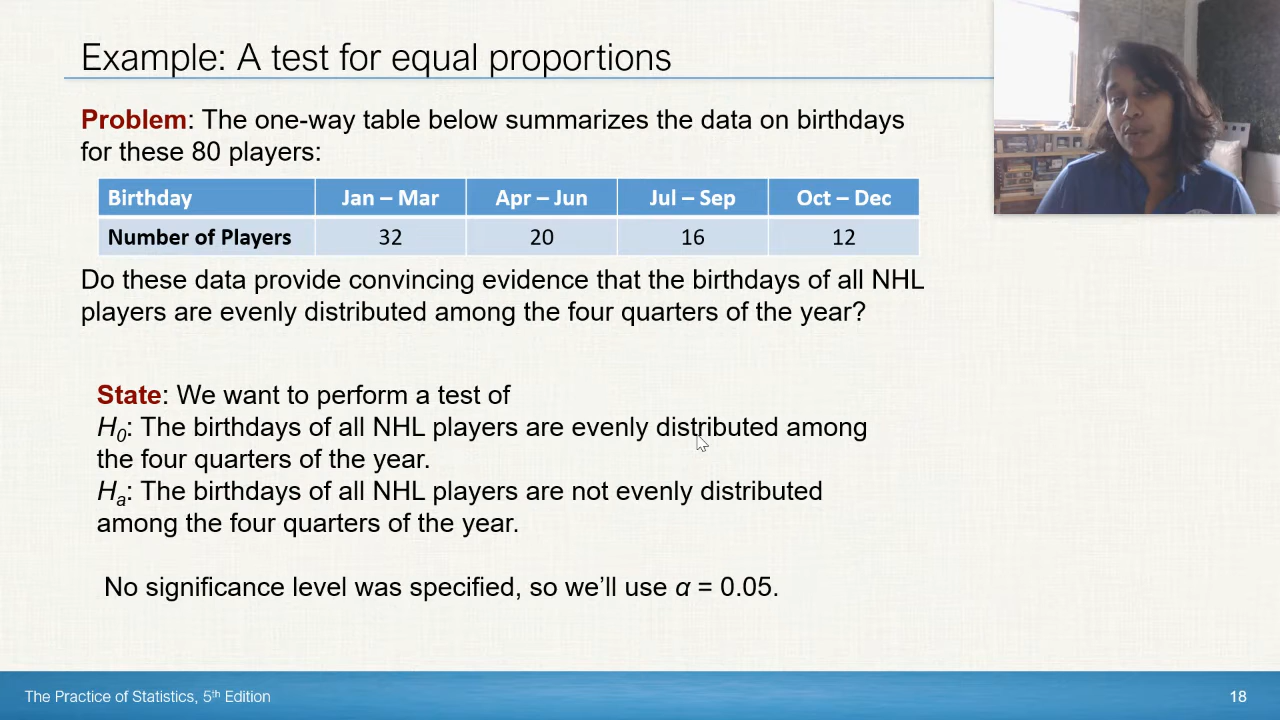 Example: A test for equal proportions
Problem: The one-way table below summarizes the data on birthdays
for these 80 players:
Birthday Jan – Mar Apr – Jun Jul – Sep Oct – Dec
Number of Players 32 20 16 12
Do these data provide convincing evidence that the birthdays of all NHL
players are evenly distributed among the four quarters of the year?
State: We want to perform a test of
H0: The birthdays of all NHL players are evenly distributed among
the four quarters of the year.
Ha: The birthdays of all NHL players are not evenly distributed
among the four quarters of the year.
No significance level was specified, so we’ll use α = 0.05.
The Practice of Statistics, 5th Edition 18